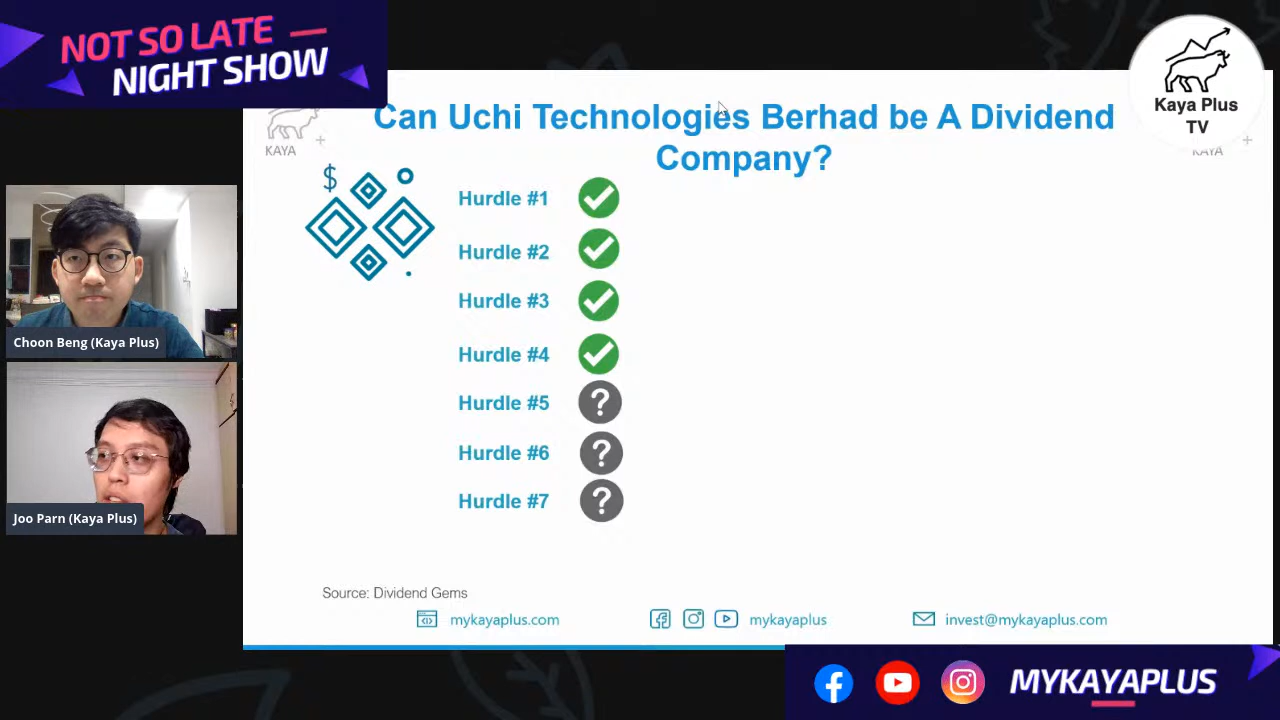 NOT SO LATE
NIGHT SHOW
Kaya Plus
TV
KAYA
KAYA
Can Uchi Technologies Berhad be A Dividend
Company?
$
Hurdle #1
Hurdle #2
Hurdle #3
Hurdle #4
Hurdle #5
?
Hurdle #6
?
Hurdle #7
?
Choon Beng (Kaya Plus)
Joo Parn (Kaya Plus)
Source: Dividend Gems
mykayaplus.com
mykayaplus
invest@mykayaplus.com
MYKAYAPLUS